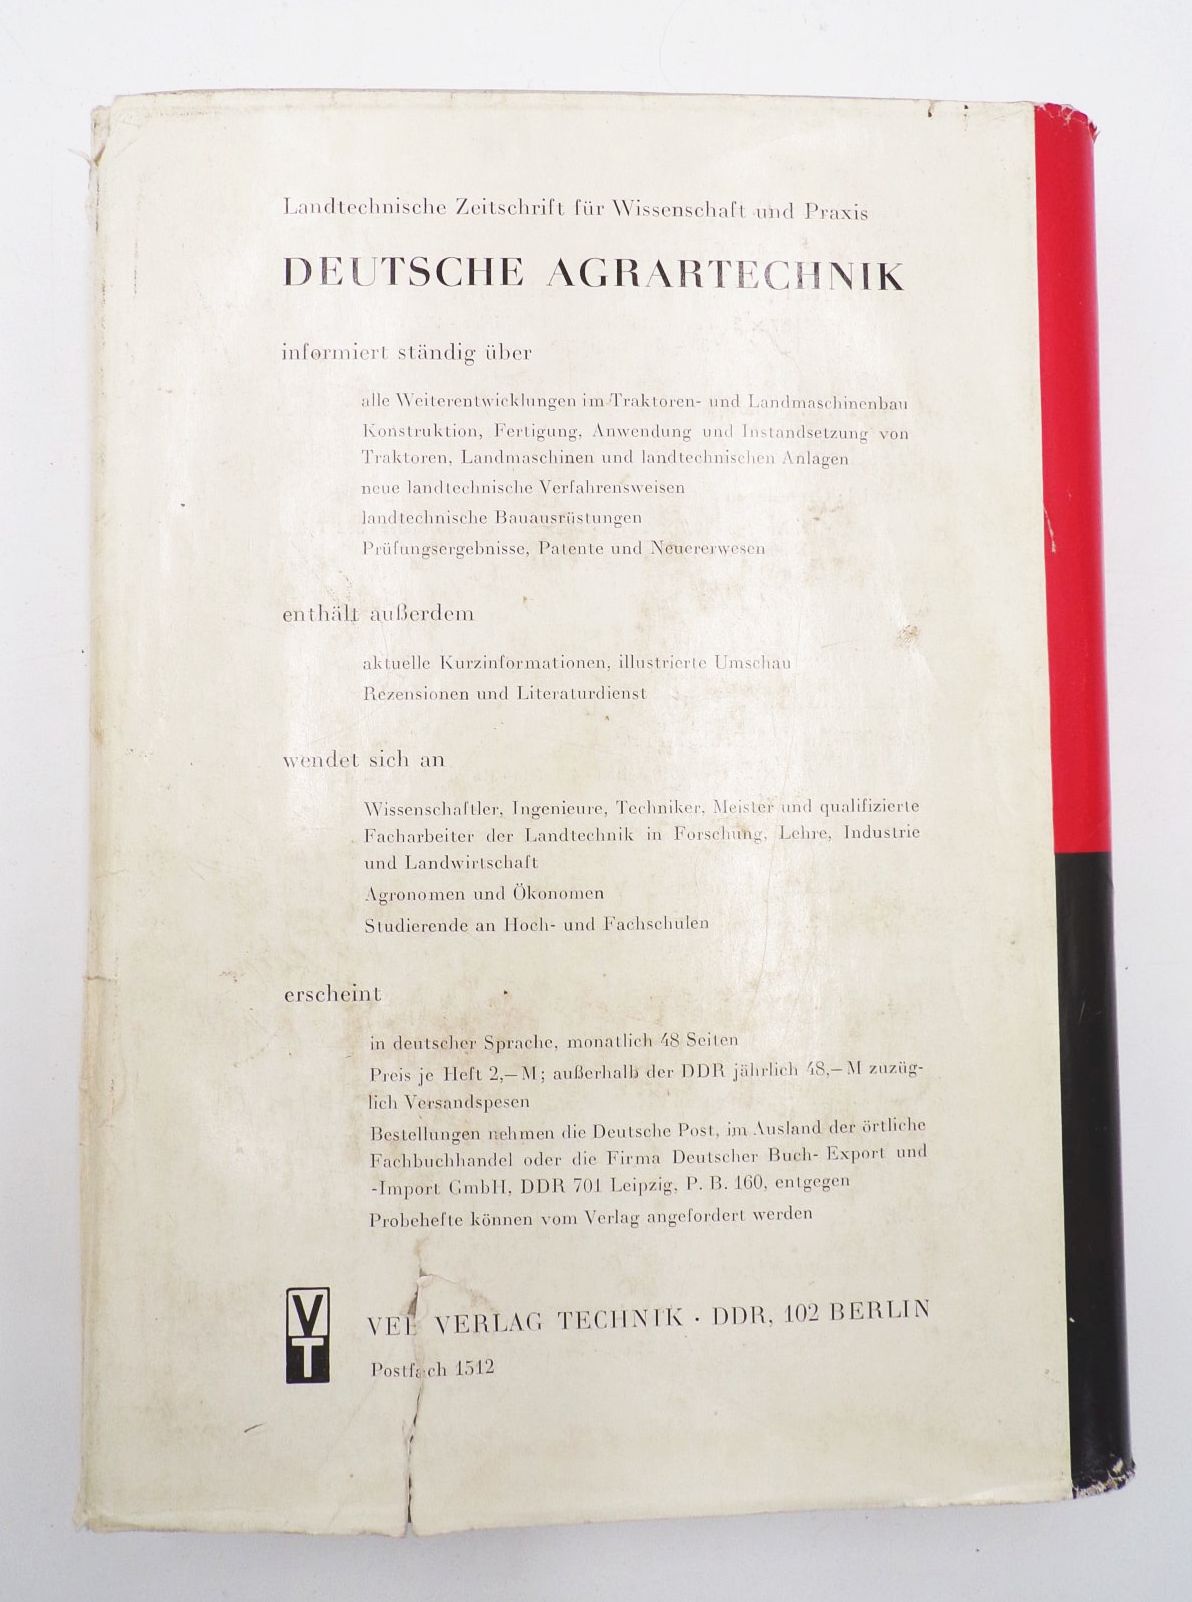 Landtechnische Zeitschrift für Wissenschaft und Praxis
DEUTSCHE AGRARTECHNIK
informiert ständig über
alle Weiterentwicklungen im Traktoren- und Landmaschinenbau
Konstruktion, Fertigung, Anwendung und Instandsetzung von
Traktoren, Landmaschinen und landtechnischen Anlagen
neue landtechnische Verfahrensweisen
landtechnische Bauausrüstungen
Prüfungsergebnisse, Patente und Neuererwesen
enthält außerdem
aktuelle Kurzinformationen, illustrierte Umschau
Rezensionen und Literaturdienst
wendet sich an
Wissenschaftler, Ingenieure, Techniker, Meister und qualifizierte
Facharbeiter der Landtechnik in Forschung, Lehre, Industrie
und Landwirtschaft
Agronomen und Ökonomen
Studierende an Hoch- und Fachschulen
erscheint
in deutscher Sprache, monatlich 48 Seiten
Preis je Heft 2,– M; außerhalb der DDR jährlich 48,– M zuzüg-
lich Versandspesen
Bestellungen nehmen die Deutsche Post, im Ausland der örtliche
Fachbuchhandel oder die Firma Deutscher Buch- Export und
-Import GmbH, DDR 701 Leipzig, P. B. 160, entgegen
Probehefte können vom Verlag angefordert werden
VT
VEB VERLAG TECHNIK · DDR, 102 BERLIN
Postfach 1512